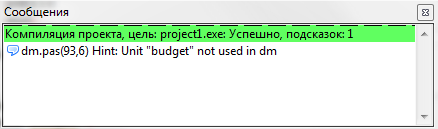 Сообщения
Компиляция проекта, цель: project1.exe: Успешно, подсказок: 1
dm.pas(93,6) Hint: Unit "budget" not used in dm